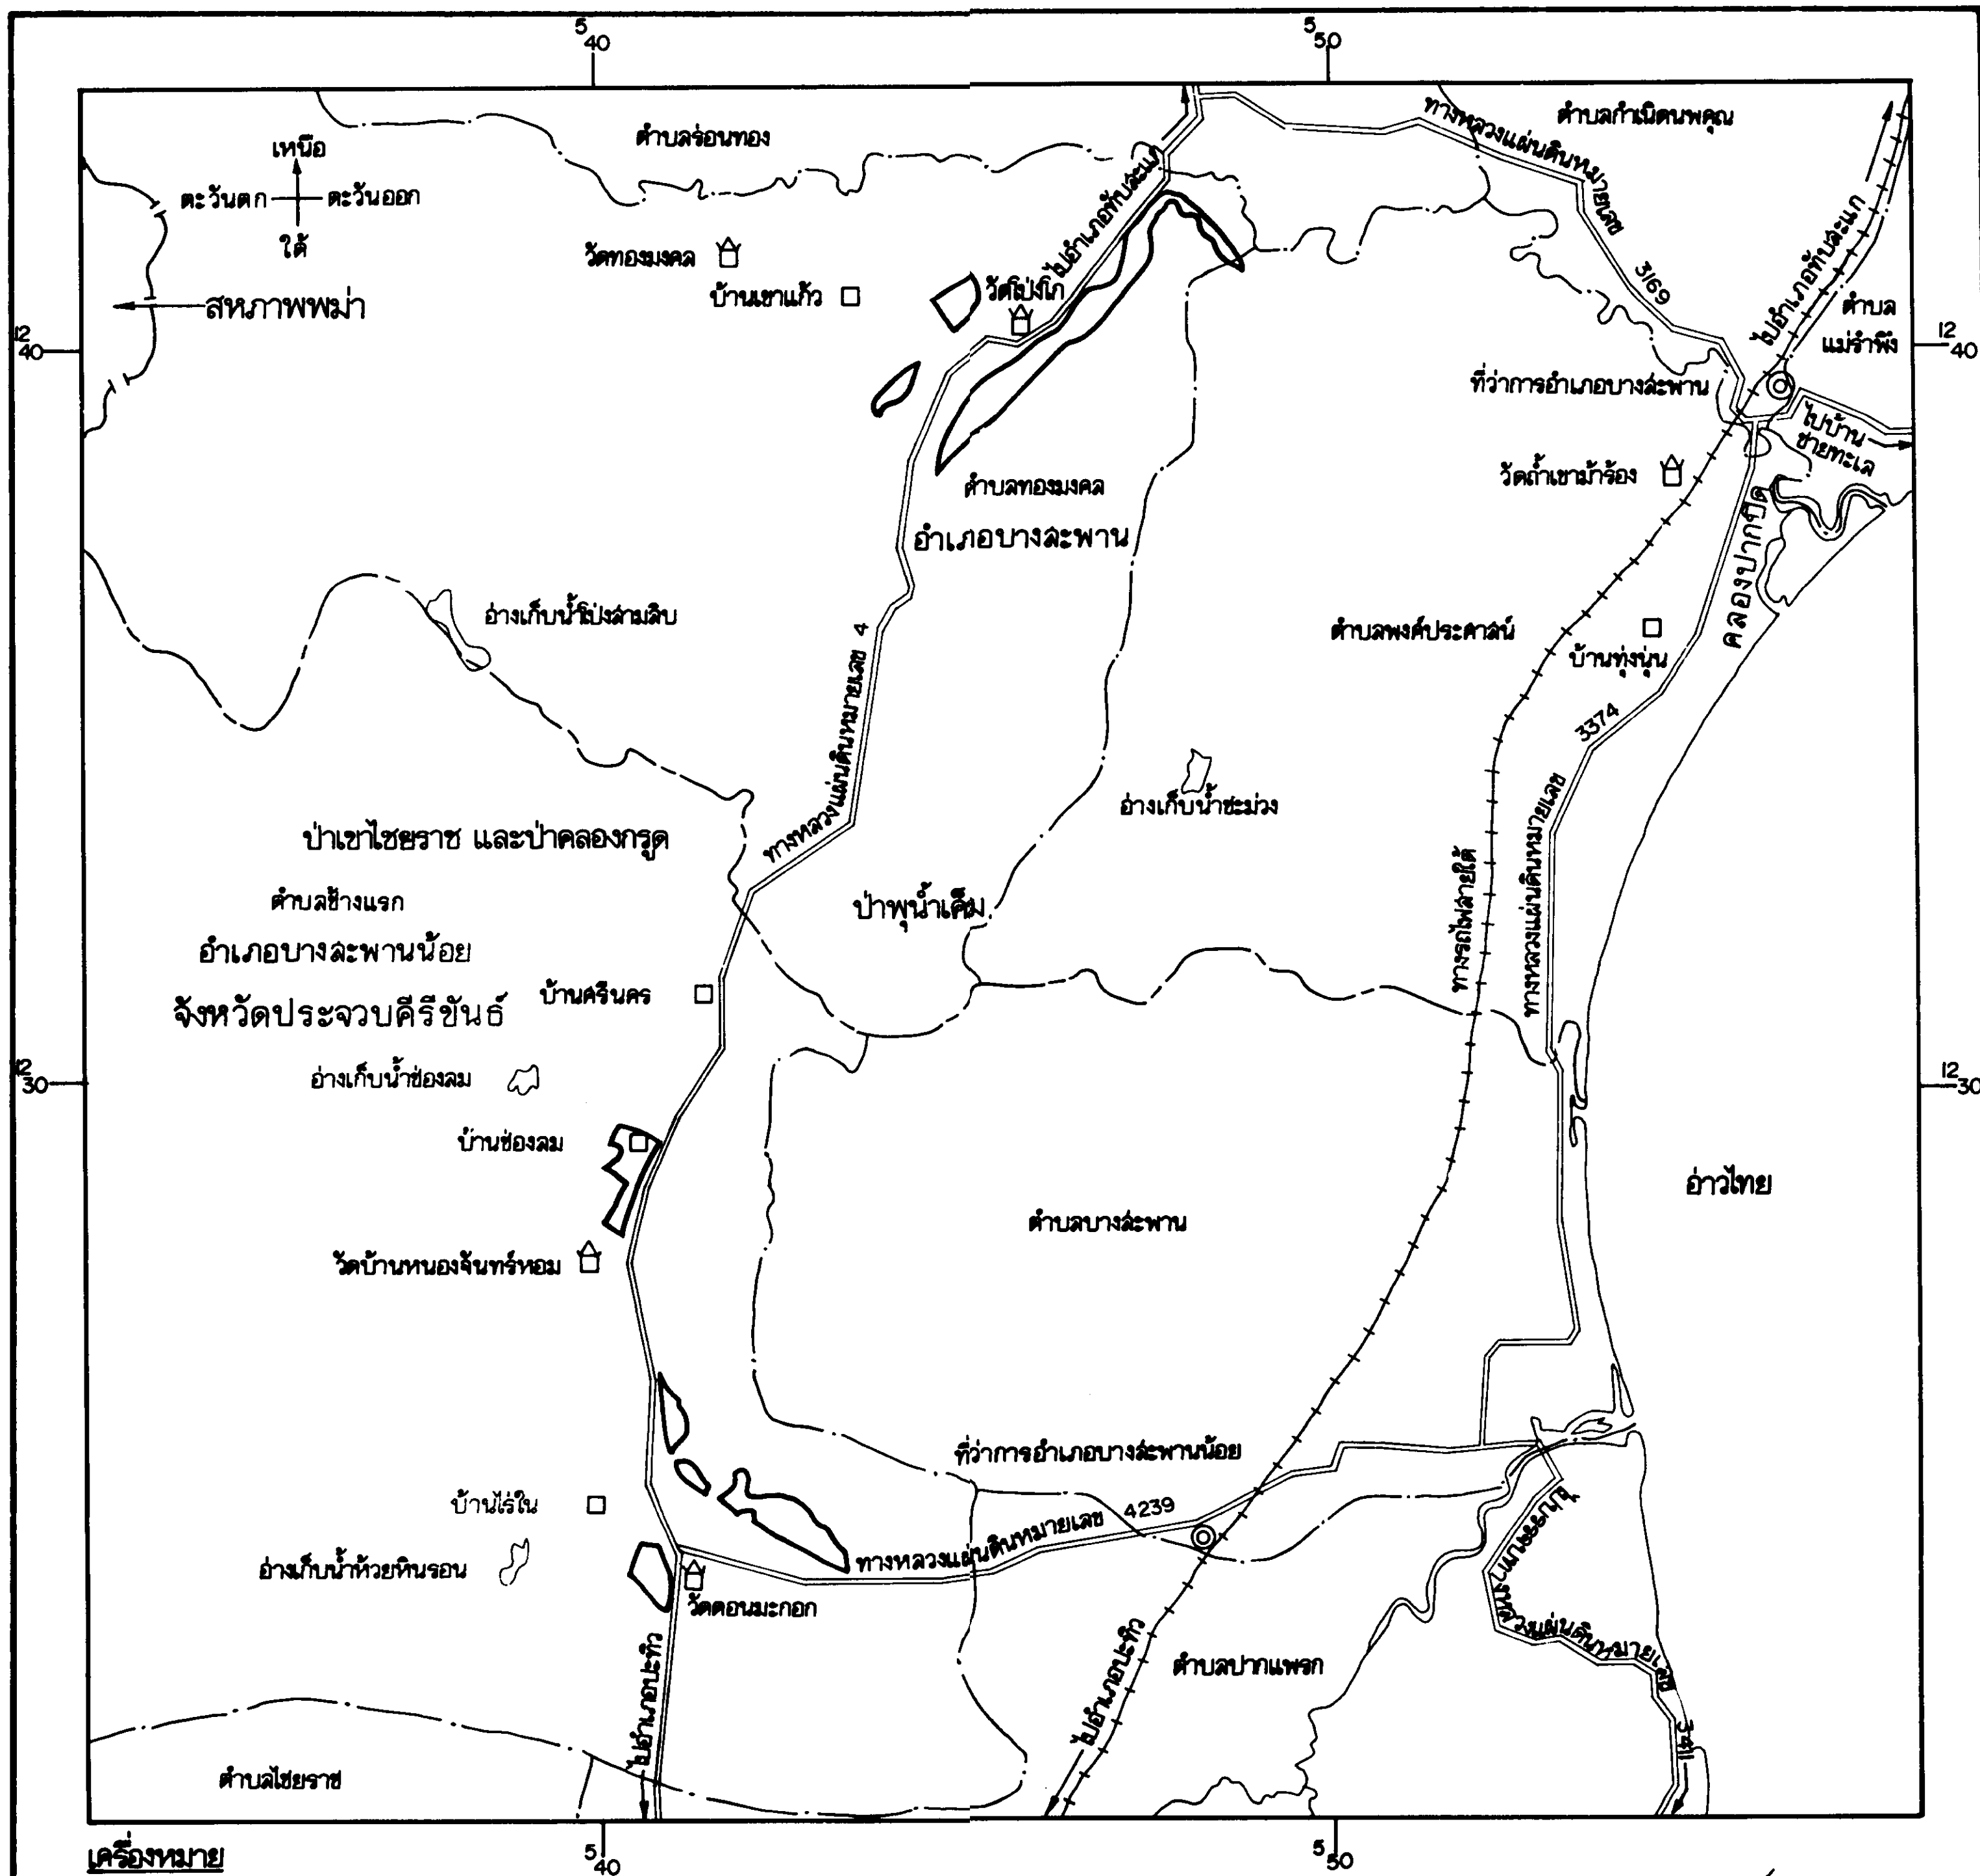 5 40
5 50
ตำบลร่อนทอง
ทางหลวงแผ่นดินหมายเลข 3169
ตำบลกำเนิดนพคุณ
เหนือ
ตะวันตก
ตะวันออก
ใต้
ไปอำเภอทับสะแก
ไปอำเภอทับสะแก
วัดทองมงคล
บ้านเขาแก้ว
วัดโป่งโก
สหภาพพม่า
ตำบล
แม่รำพึง
12 40
12 40
ที่ว่าการอำเภอบางสะพาน
ไปบ้าน
ชายทะเล
วัดถ้ำเขาม้าร้อง
ตำบลทองมงคล
อำเภอบางสะพาน
คลองปากปิด
อ่างเก็บน้ำโป่งสามสิบ
ตำบลพงศ์ประศาสน์
บ้านทุ่งนุ่น
ทางหลวงแผ่นดินหมายเลข 4
ทางหลวงแผ่นดินหมายเลข 3374
อ่างเก็บน้ำชะม่วง
ป่าเขาไชยราช และป่าคลองกรูด
ทางรถไฟสายใต้
ตำบลช้างแรก
ป่าพุน้ำเค็ม
อำเภอบางสะพานน้อย
บ้านศรีนคร
จังหวัดประจวบคีรีขันธ์
อ่างเก็บน้ำช่องลม
12 30
12 30
บ้านช่องลม
อ่าวไทย
ตำบลบางสะพาน
วัดบ้านหนองจันทร์หอม
ที่ว่าการอำเภอบางสะพานน้อย
บ้านไร่ใน
ทางหลวงแผ่นดินหมายเลข 4239
อ่างเก็บน้ำห้วยหินรอน
วัดดอนมะกอก
ทางหลวงแผ่นดินหมายเลข 3411
ไปอำเภอปะทิว
ไปอำเภอปะทิว
ตำบลปากแพรก
ตำบลไชยราช
เครื่องหมาย
5 40
5 50